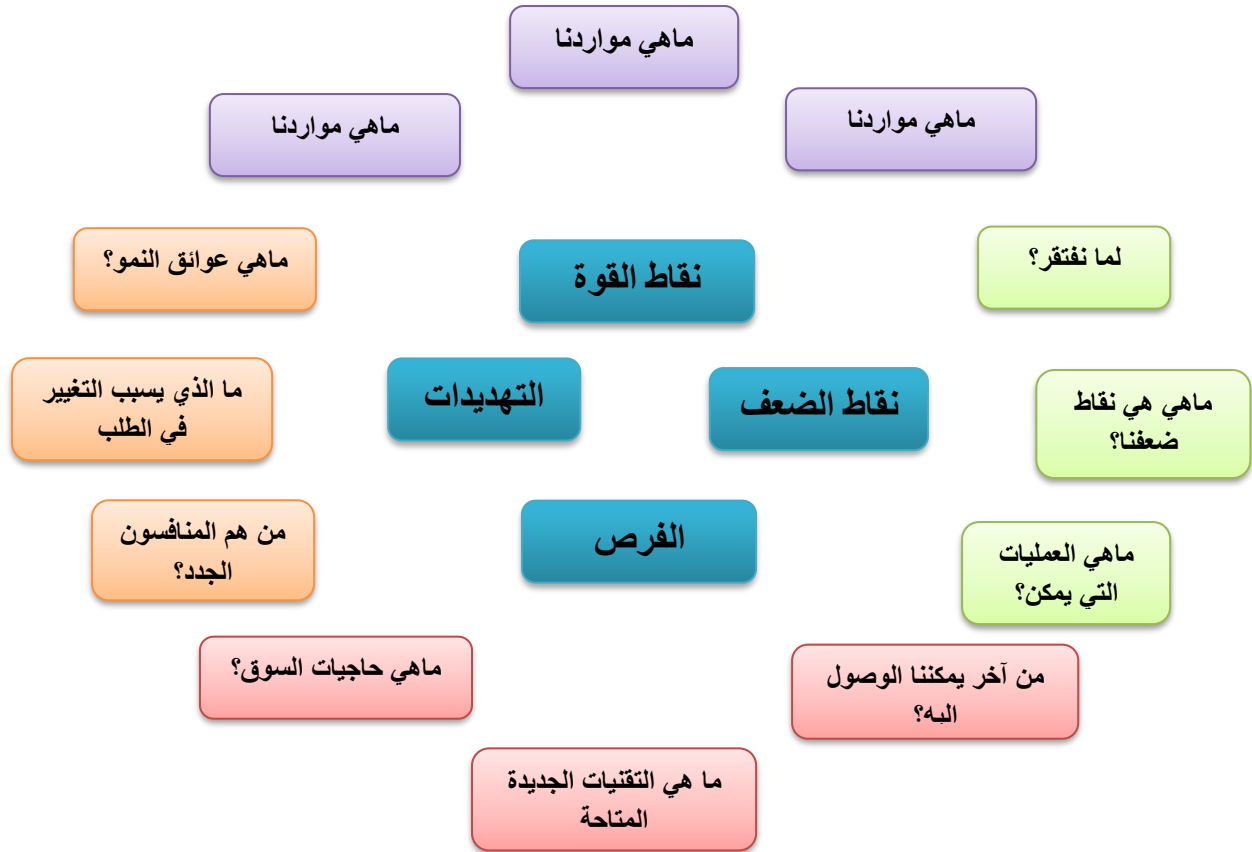 ماهي مواردنا
ماهي مواردنا
ماهي مواردنا
لما نفتقر؟
نقاط القوة
ماهي عوائق النمو؟
ماهي هي نقاط
ضعفنا؟
نقاط الضعف
التهديدات
ما الذي يسبب التغيير
في الطلب
ماهي العمليات
التي يمكن؟
الفرص
من هم المنافسون
الجدد؟
من آخر يمكننا الوصول
اليه؟
ماهي حاجيات السوق؟
ما هي التقنيات الجديدة
المتاحة